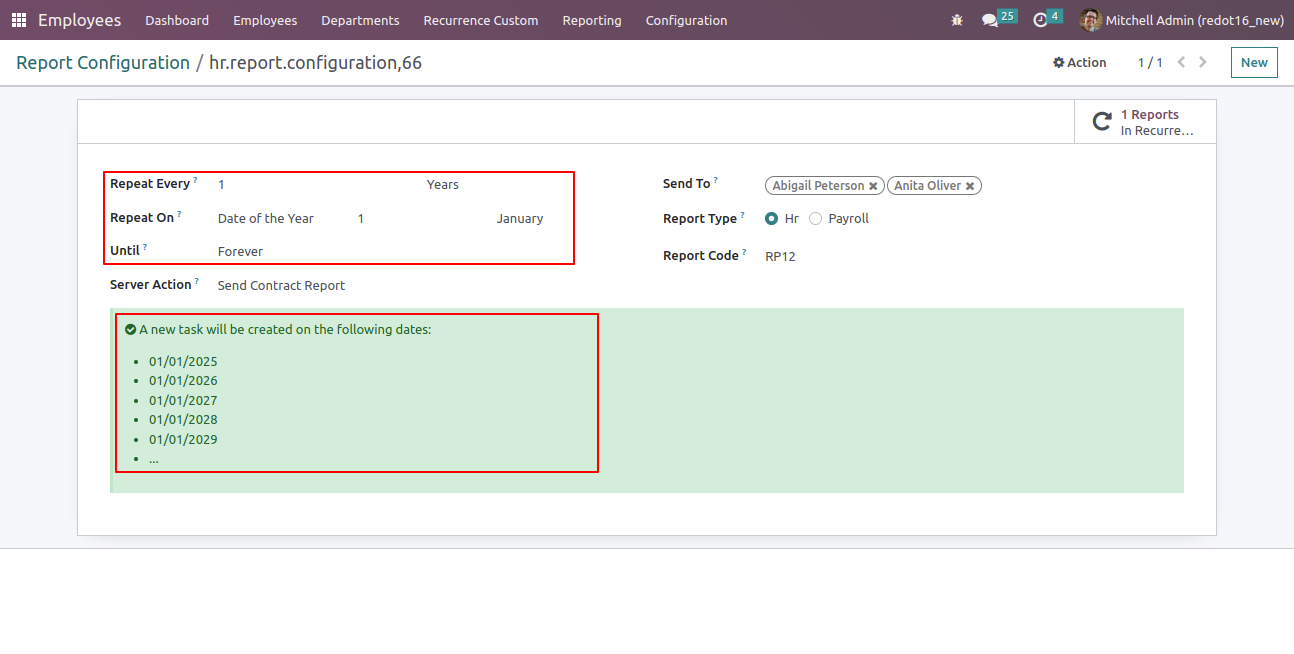 Employees Dashboard Employees Departments Recurrence Custom Reporting Configuration 25 4 Mitchell Admin (redot16_new)
Report Configuration / hr.report.configuration,66 Action 1 / 1 New
1 Reports
In Recurre...
Repeat Every ? 1 Years
Repeat On ? Date of the Year 1 January
Until ? Forever
Server Action ? Send Contract Report
Send To ? Abigail Peterson ✖ Anita Oliver ✖
Report Type ? Hr Payroll
Report Code ? RP12
A new task will be created on the following dates:
• 01/01/2025
• 01/01/2026
• 01/01/2027
• 01/01/2028
• 01/01/2029
• ...